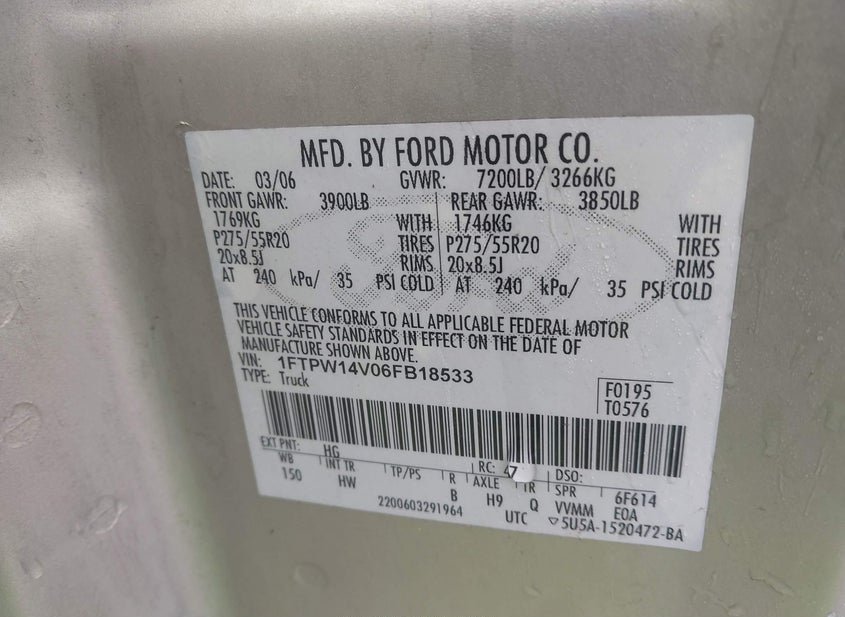 MFD. BY FORD MOTOR CO.
DATE: 03/06 GVWR: 7200LB/ 3266KG
FRONT GAWR: 3900LB REAR GAWR: 3850LB
1769KG WITH 1746KG WITH
P275/55R20 TIRES P275/55R20 TIRES
20x8.5J RIMS 20x8.5J RIMS
AT 240 kPa/ 35 PSI COLD AT 240 kPa/ 35 PSI COLD
Ford
THIS VEHICLE CONFORMS TO ALL APPLICABLE FEDERAL MOTOR
VEHICLE SAFETY STANDARDS IN EFFECT ON THE DATE OF
MANUFACTURE SHOWN ABOVE.
VIN: 1FTPW14V06FB18533
TYPE: Truck
F0195
T0576
EXT PNT: HG RC: 47 DSO:
WB INT TR TP/PS R AXLE TR SPR 6F614
150 HW B H9 Q VVMM EOA
2200603291964 UTC ▽5U5A-1520472-BA